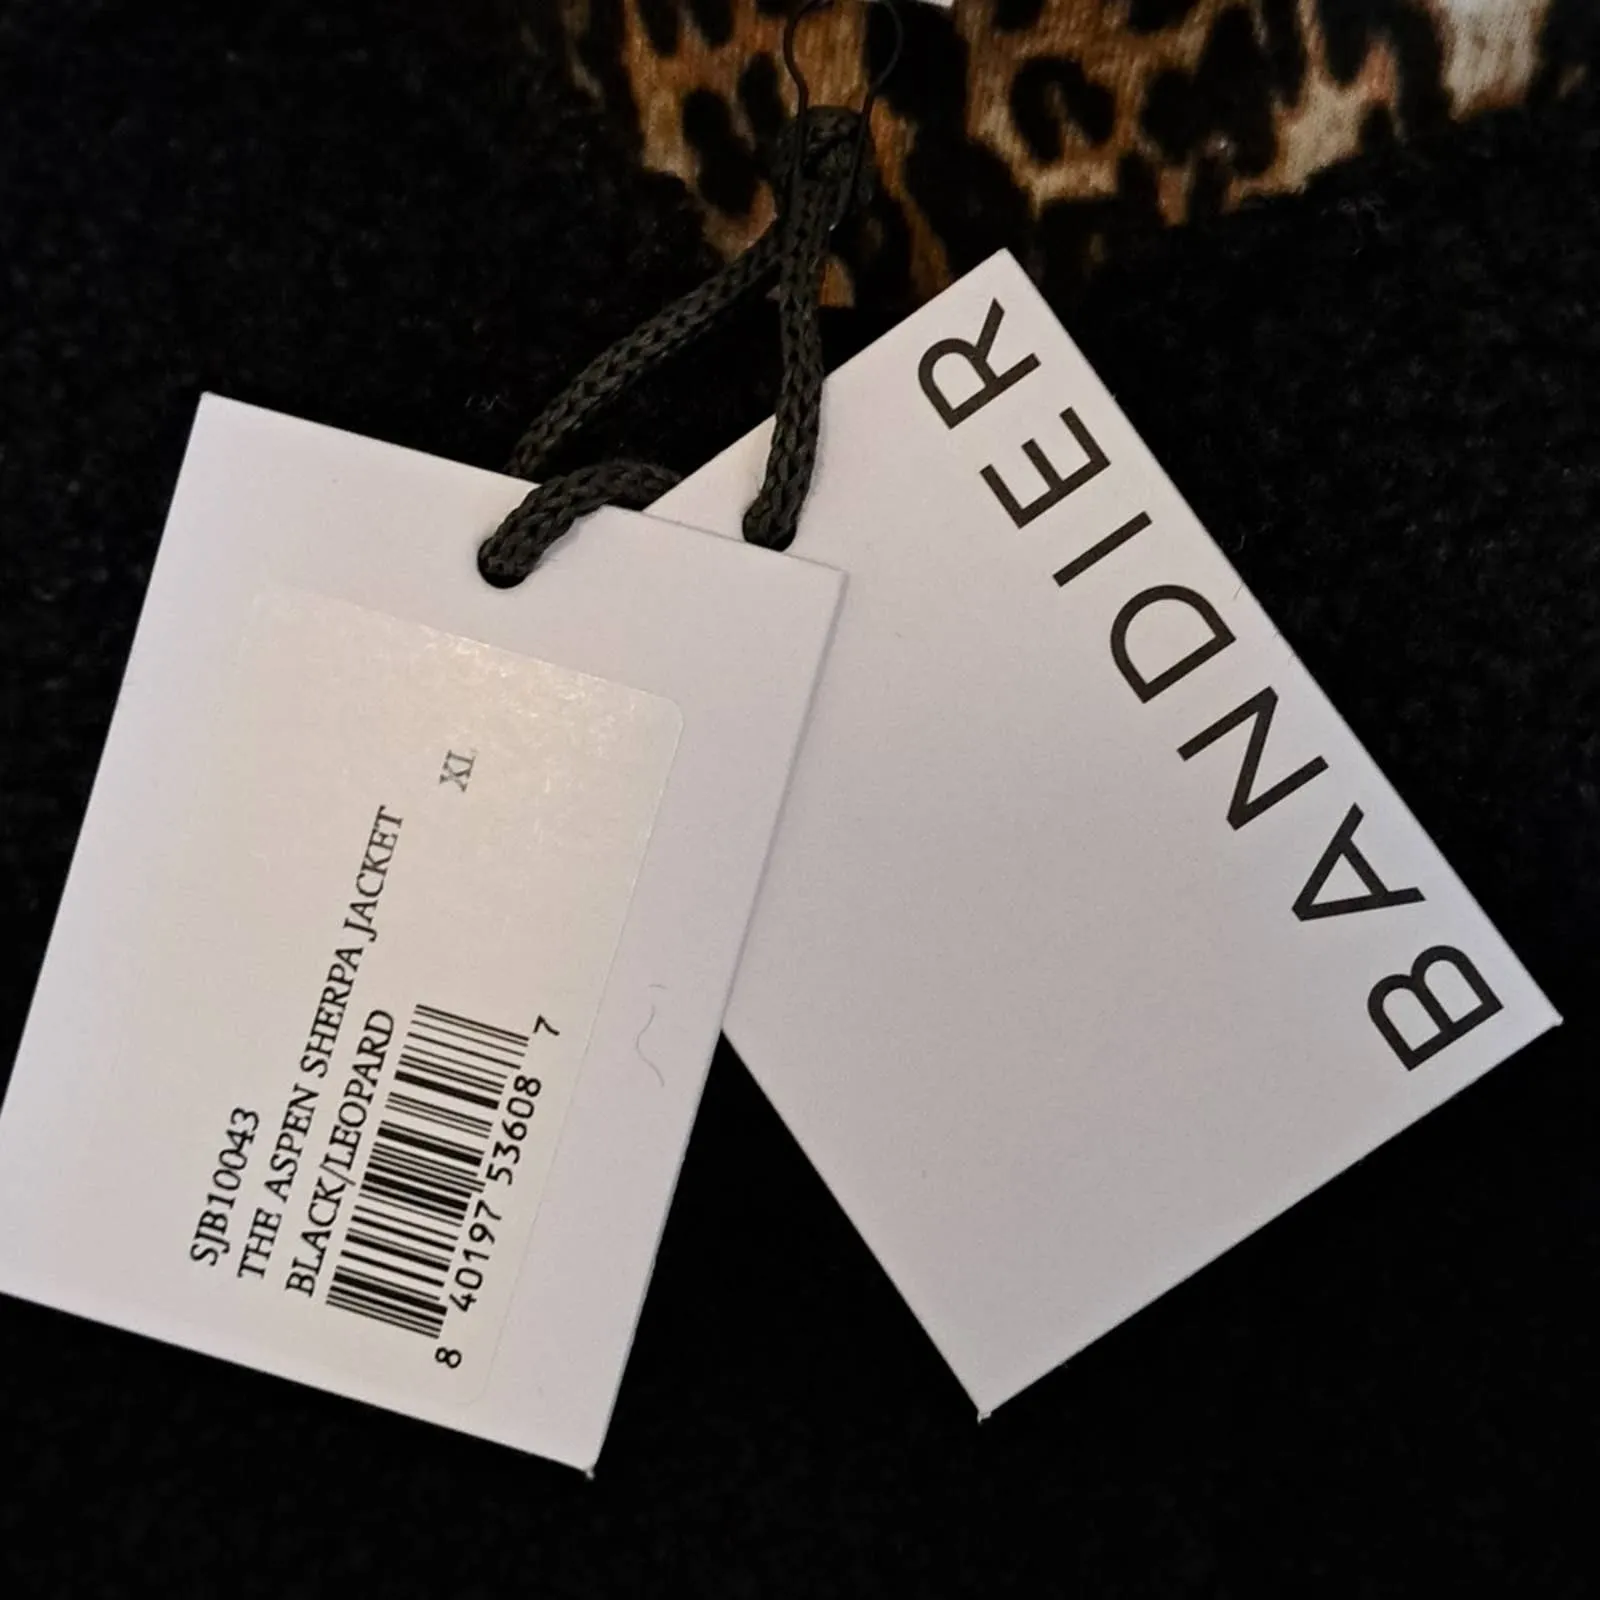 SJB10043
THE ASPEN SHERPA JACKET
BLACK/LEOPARD
XL
8 40197 53608 7
BANDIER